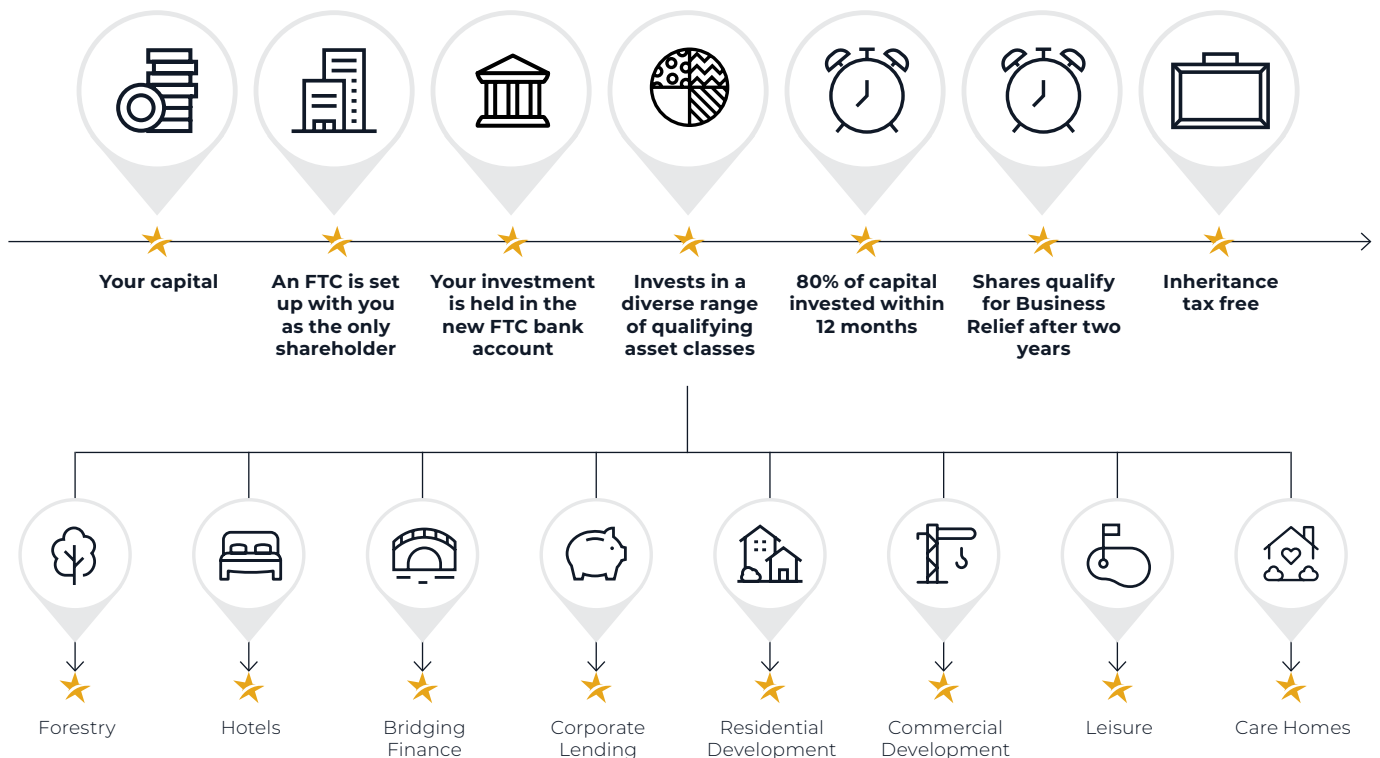 Your capital
An FTC is set
up with you
as the only
shareholder
Your investment
is held in the
new FTC bank
account
Invests in a
diverse range
of qualifying
asset classes
80% of capital
invested within
12 months
Shares qualify
for Business
Relief after two
years
Inheritance
tax free
Forestry
Hotels
Bridging
Finance
Corporate
Lending
Residential
Development
Commercial
Development
Leisure
Care Homes